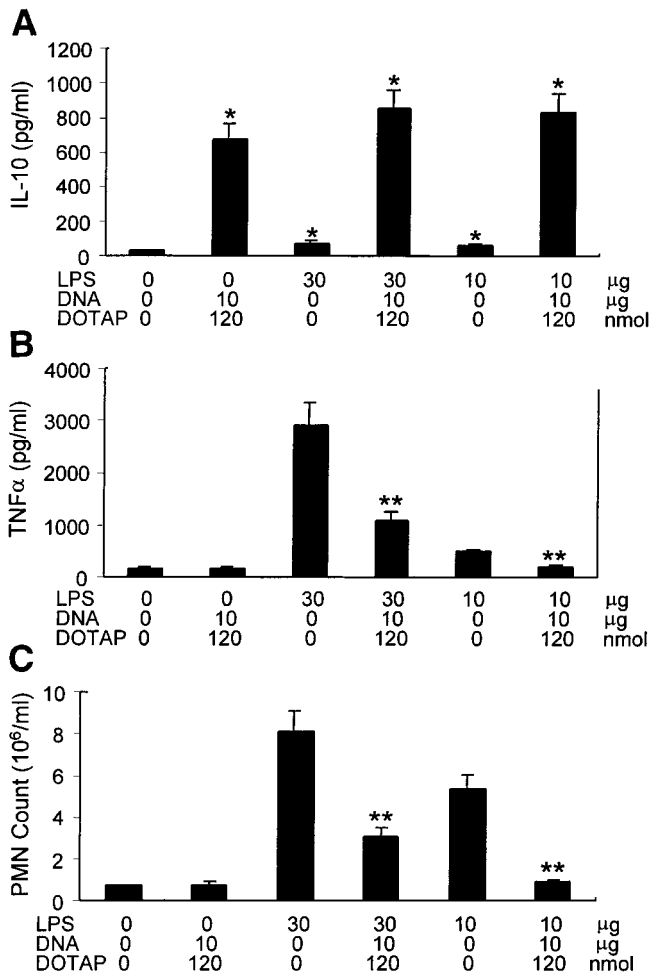 A
IL-10 (pg/ml)
1200
1000
800
600
400
200
0
* * * * *
LPS 0 0 30 30 10 10 μg
DNA 0 10 0 10 0 10 μg
DOTAP 0 120 0 120 0 120 nmol
B
TNFα (pg/ml)
4000
3000
2000
1000
0
** **
LPS 0 0 30 30 10 10 μg
DNA 0 10 0 10 0 10 μg
DOTAP 0 120 0 120 0 120 nmol
C
PMN Count (10⁶/ml)
10
8
6
4
2
0
** **
LPS 0 0 30 30 10 10 μg
DNA 0 10 0 10 0 10 μg
DOTAP 0 120 0 120 0 120 nmol